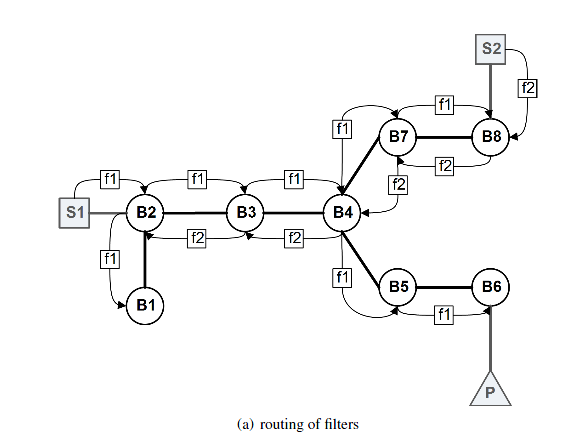 S2
f2
f1
B7
B8
f1
f2
f2
f1
f1
f1
S1
B2
B3
B4
f2
f2
f1
f1
B1
B5
B6
f1
P
(a) routing of filters